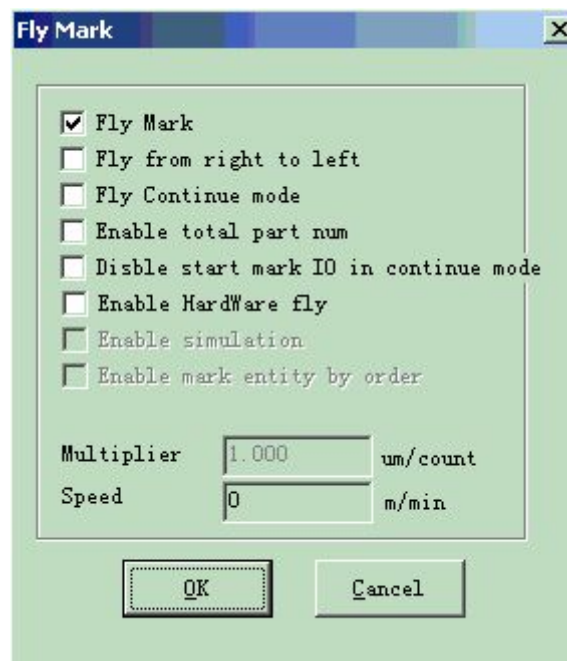 Fly Mark
Fly Mark
Fly from right to left
Fly Continue mode
Enable total part num
Disble start mark IO in continue mode
Enable HardWare fly
Enable simulation
Enable mark entity by order
Multiplier 1.000 um/count
Speed 0 m/min
OK Cancel